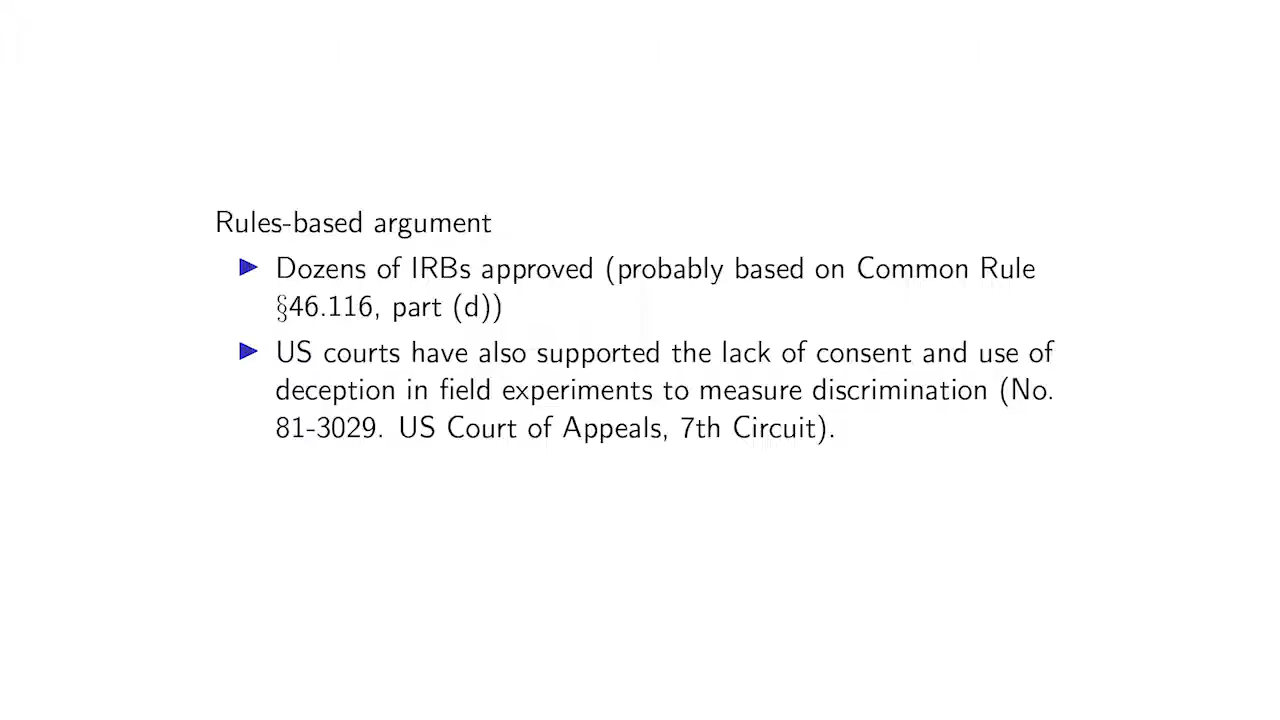 Rules-based argument
▶ Dozens of IRBs approved (probably based on Common Rule
§46.116, part (d))
▶ US courts have also supported the lack of consent and use of
deception in field experiments to measure discrimination (No.
81-3029. US Court of Appeals, 7th Circuit).